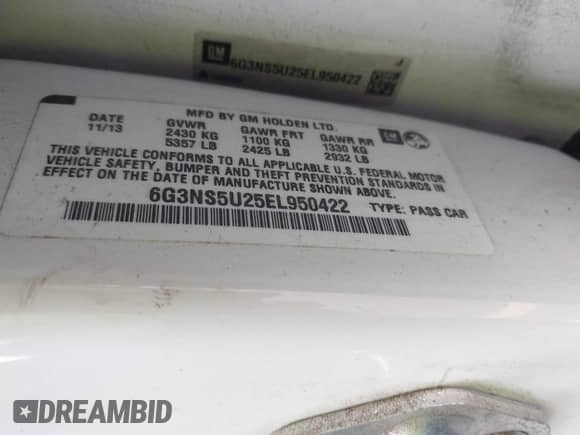 GM
6G3NS5U25EL950422
MFD BY GM HOLDEN LTD.
DATE GVWR GAWR FRT GAWR RR
11/13 2430 KG 1100 KG 1330 KG
5357 LB 2425 LB 2932 LB
GM
THIS VEHICLE CONFORMS TO ALL APPLICABLE U.S. FEDERAL MOTOR
VEHICLE SAFETY, BUMPER AND THEFT PREVENTION STANDARDS IN
EFFECT ON THE DATE OF MANUFACTURE SHOWN ABOVE.
6G3NS5U25EL950422 TYPE: PASS CAR
DREAMBID